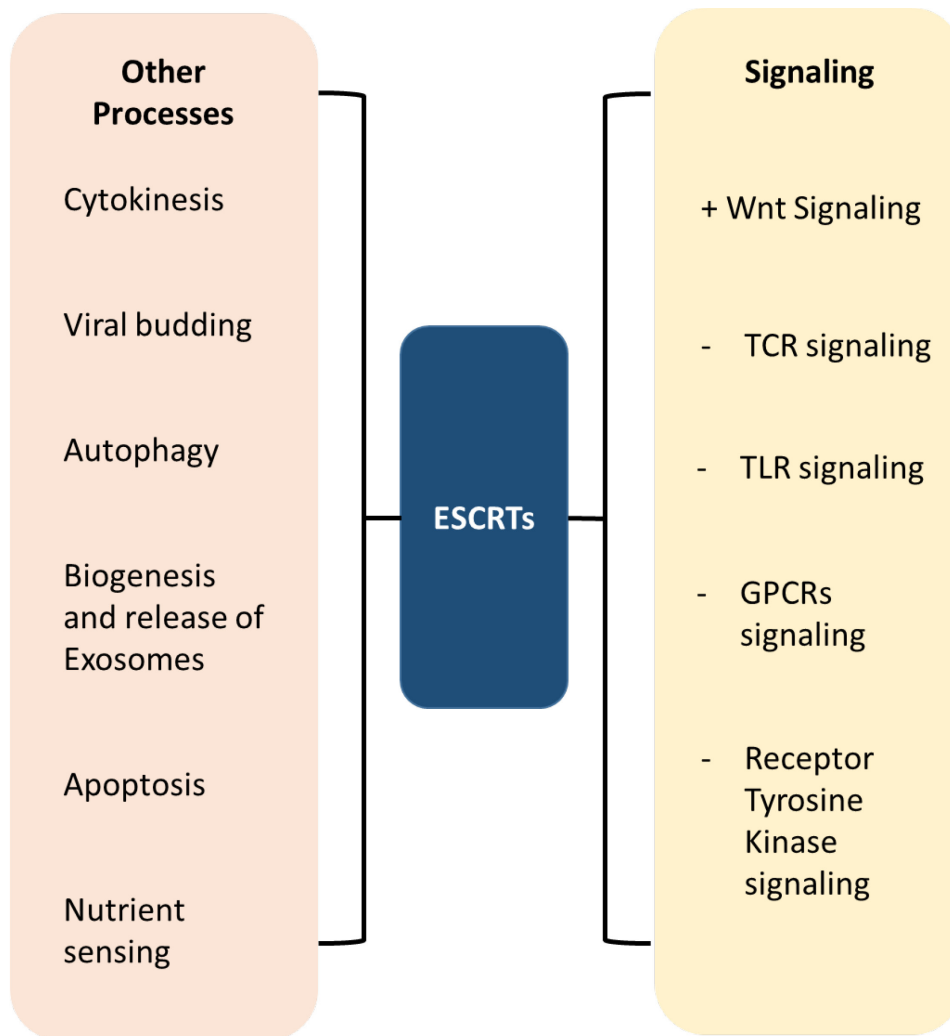 Other
Processes
Cytokinesis
Viral budding
Autophagy
Biogenesis
and release of
Exosomes
Apoptosis
Nutrient
sensing
ESCRTs
Signaling
+ Wnt Signaling
- TCR signaling
- TLR signaling
- GPCRs
signaling
- Receptor
Tyrosine
Kinase
signaling